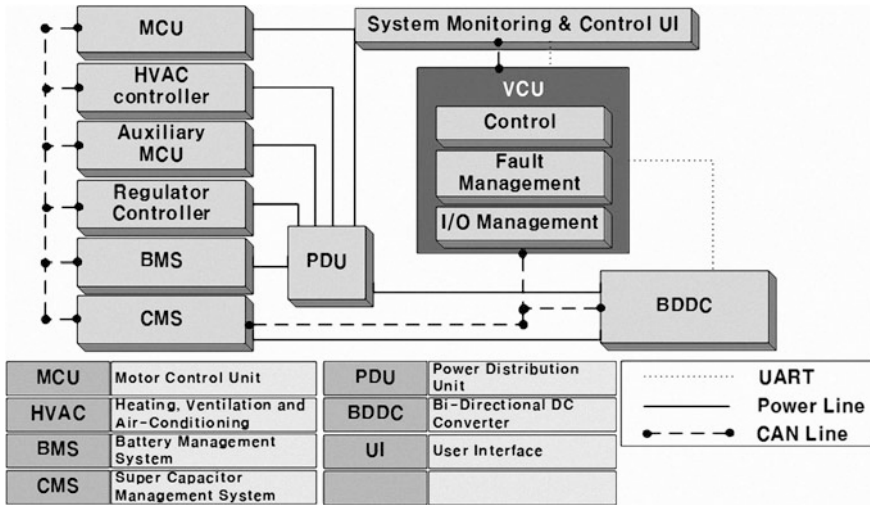 MCU
System Monitoring & Control UI
HVAC
controller
VCU
Control
Auxiliary
MCU
Fault
Management
Regulator
Controller
I/O Management
BMS
PDU
BDDC
CMS
MCU
Motor Control Unit
PDU
Power Distribution
Unit
HVAC
Heating, Ventilation and
Air-Conditioning
BDDC
Bi-Directional DC
Converter
BMS
Battery Management
System
UI
User Interface
CMS
Super Capacitor
Management System
UART
Power Line
CAN Line